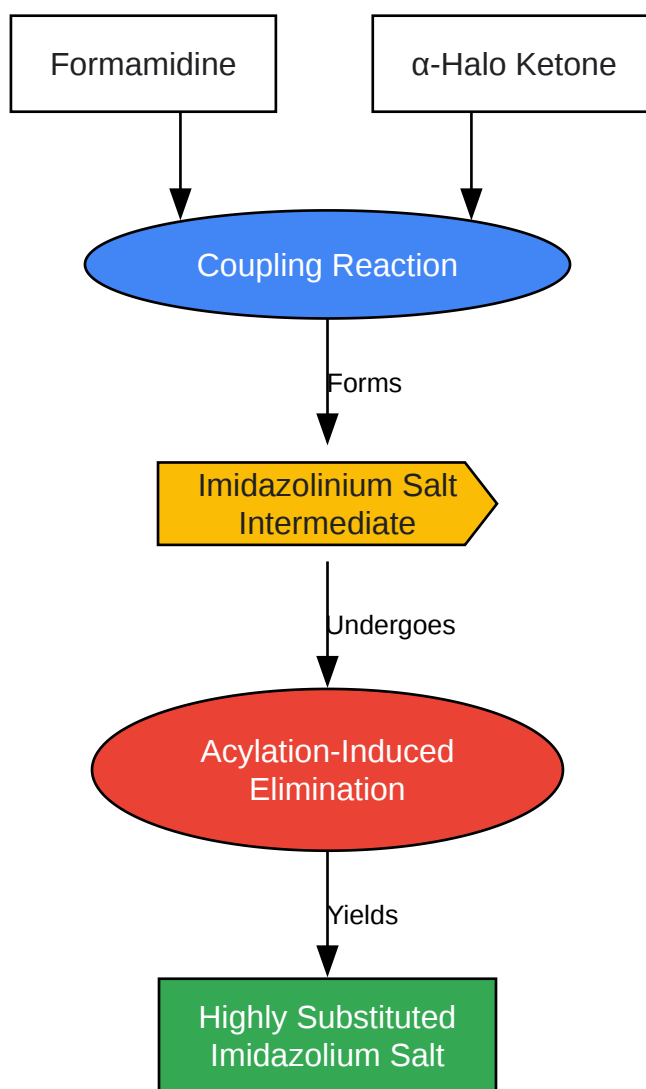 Formamidine
α-Halo Ketone
Coupling Reaction
Forms
Imidazolinium Salt
Intermediate
Undergoes
Acylation-Induced
Elimination
Yields
Highly Substituted
Imidazolium Salt